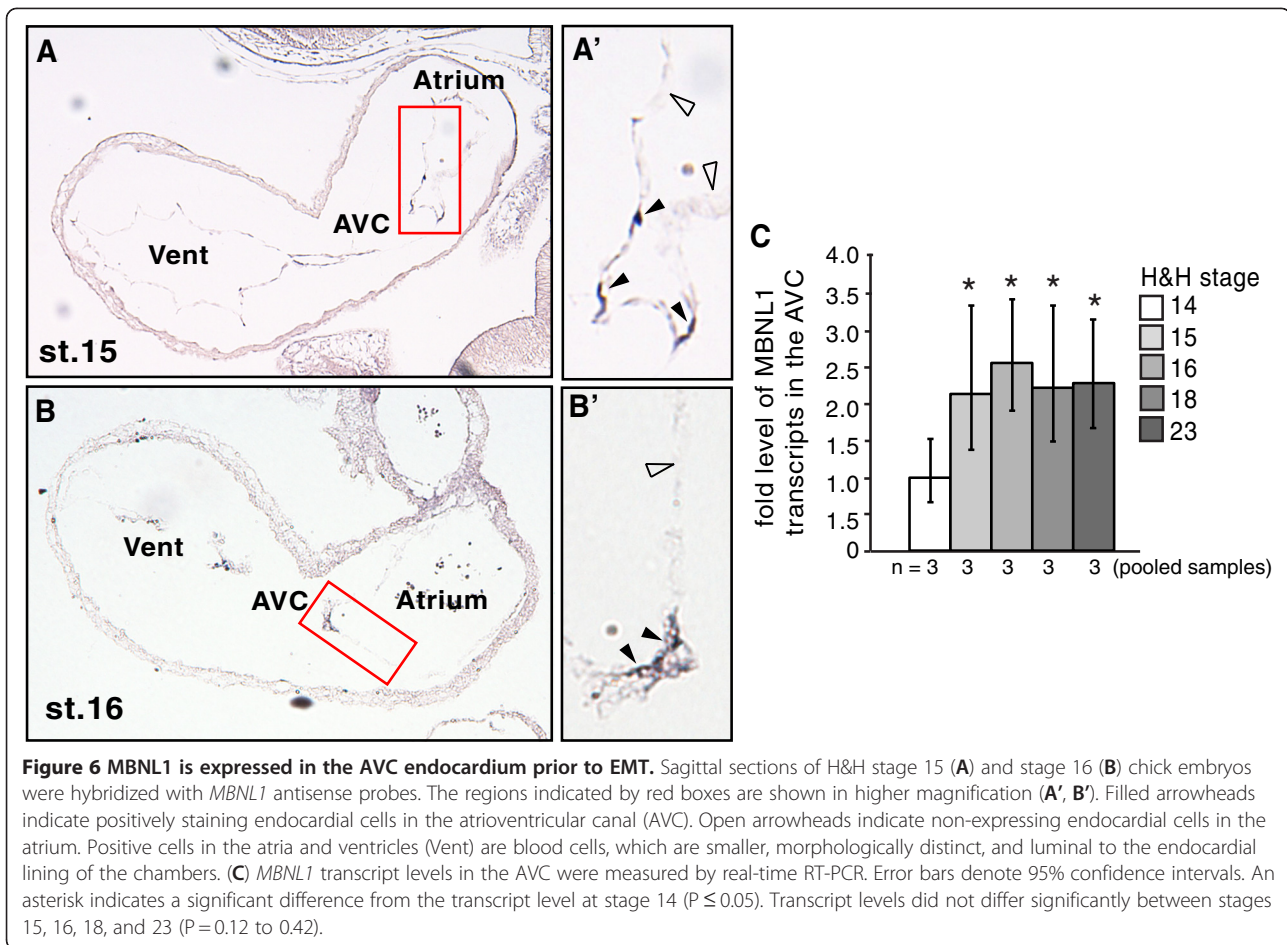 A
Atrium
AVC
Vent
st.15
A'
B
Vent
AVC
Atrium
st.16
B'
C
fold level of MBNL1
transcripts in the AVC
4.0
3.5
3.0
2.5
2.0
1.5
1.0
1.5
0
* * * *
n = 3 3 3 3 3 (pooled samples)
H&H stage
14
15
16
18
23
Figure 6 MBNL1 is expressed in the AVC endocardium prior to EMT. Sagittal sections of H&H stage 15 (A) and stage 16 (B) chick embryos
were hybridized with MBNL1 antisense probes. The regions indicated by red boxes are shown in higher magnification (A', B'). Filled arrowheads
indicate positively staining endocardial cells in the atrioventricular canal (AVC). Open arrowheads indicate non-expressing endocardial cells in the
atrium. Positive cells in the atria and ventricles (Vent) are blood cells, which are smaller, morphologically distinct, and luminal to the endocardial
lining of the chambers. (C) MBNL1 transcript levels in the AVC were measured by real-time RT-PCR. Error bars denote 95% confidence intervals. An
asterisk indicates a significant difference from the transcript level at stage 14 (P ≤ 0.05). Transcript levels did not differ significantly between stages
15, 16, 18, and 23 (P = 0.12 to 0.42).